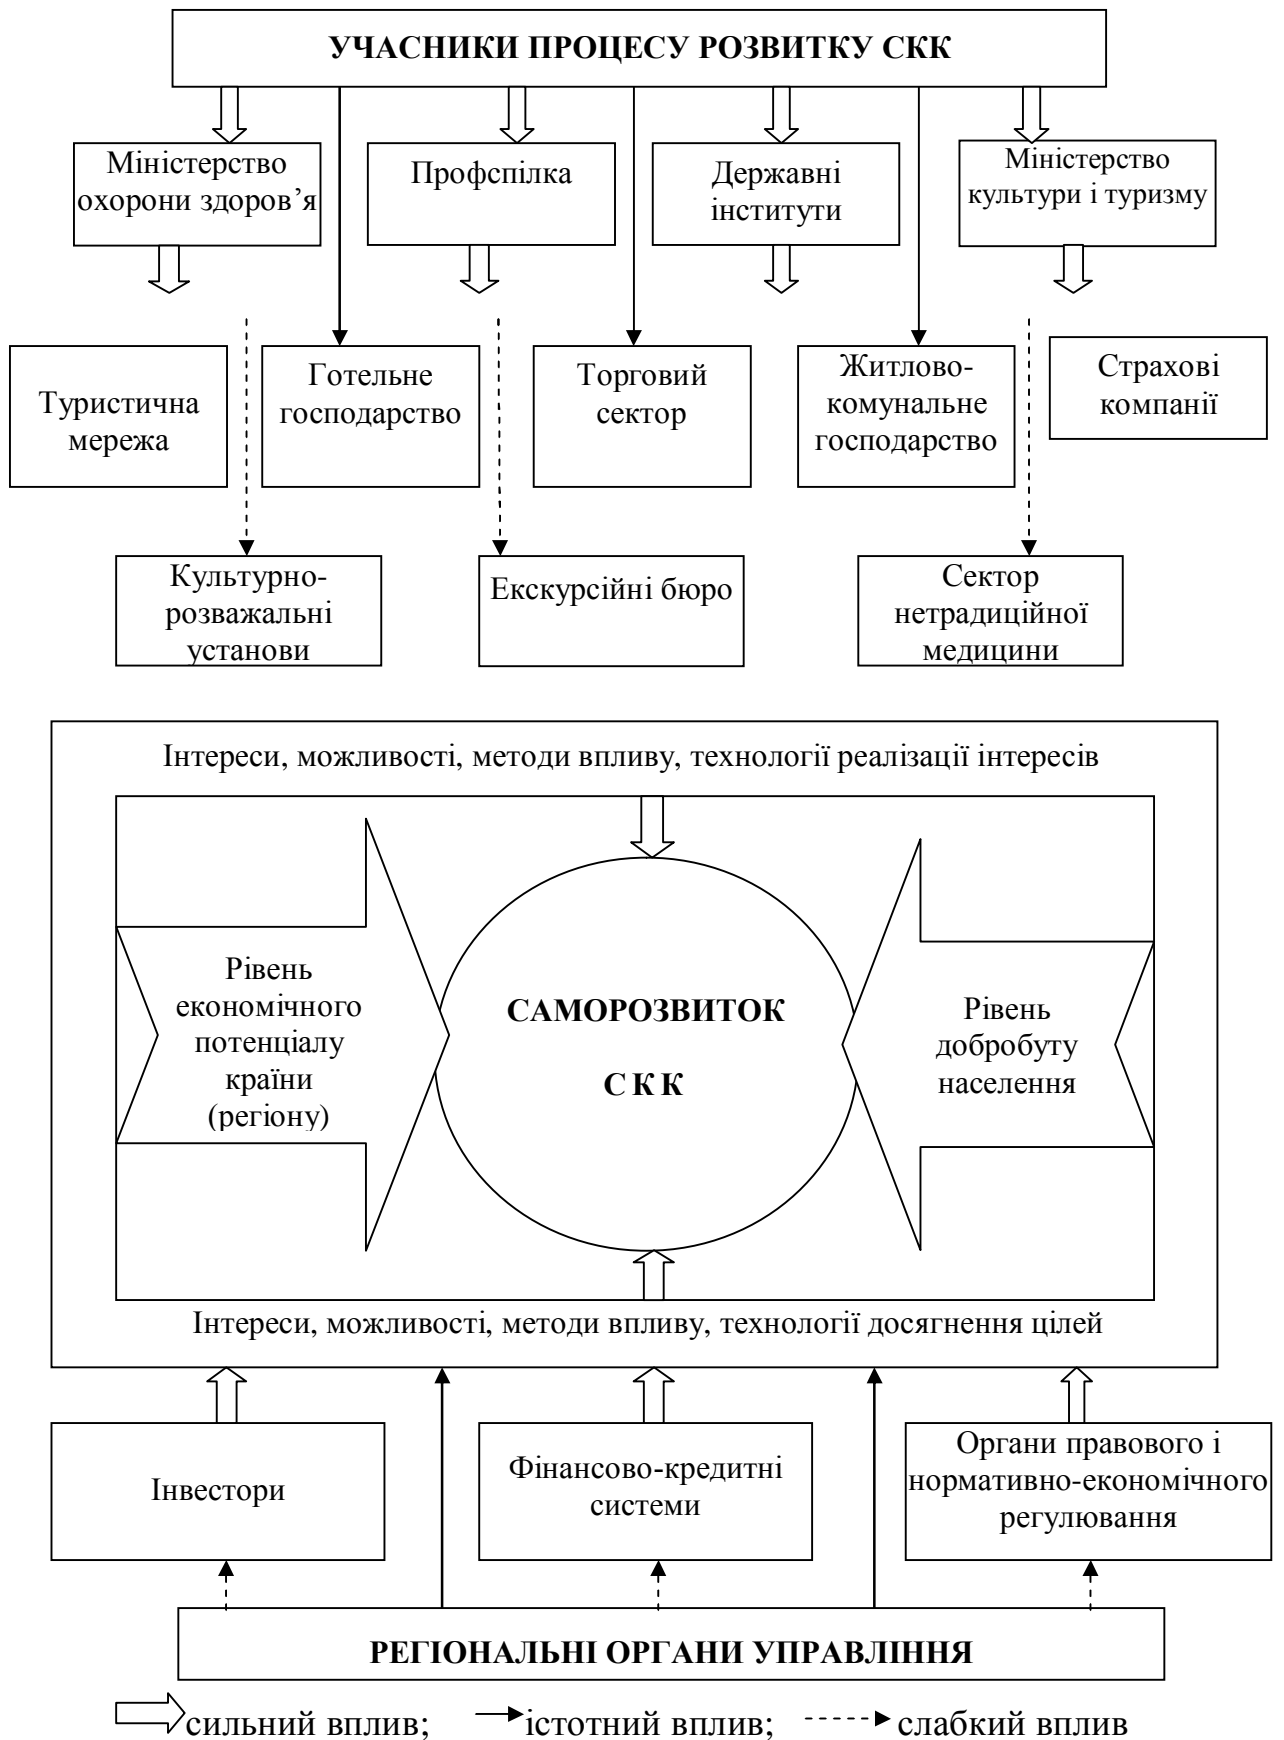 УЧАСНИКИ ПРОЦЕСУ РОЗВИТКУ СКК
Міністерство
охорони здоров’я
Профспілка
Державні
інститути
Міністерство
культури і туризму
Туристична
мережа
Готельне
господарство
Торговий
сектор
Житлово-
комунальне
господарство
Страхові
компанії
Культурно-
розважальні
установи
Екскурсійні бюро
Сектор
нетрадиційної
медицини
Інтереси, можливості, методи впливу, технології реалізації інтересів
Рівень
економічного
потенціалу
країни
(регіону)
САМОРОЗВИТОК
С К К
Рівень
добробуту
населення
Інтереси, можливості, методи впливу, технології досягнення цілей
Інвестори
Фінансово-кредитні
системи
Органи правового і
нормативно-економічного
регулювання
РЕГІОНАЛЬНІ ОРГАНИ УПРАВЛІННЯ
сильний вплив; істотний вплив; слабкий вплив